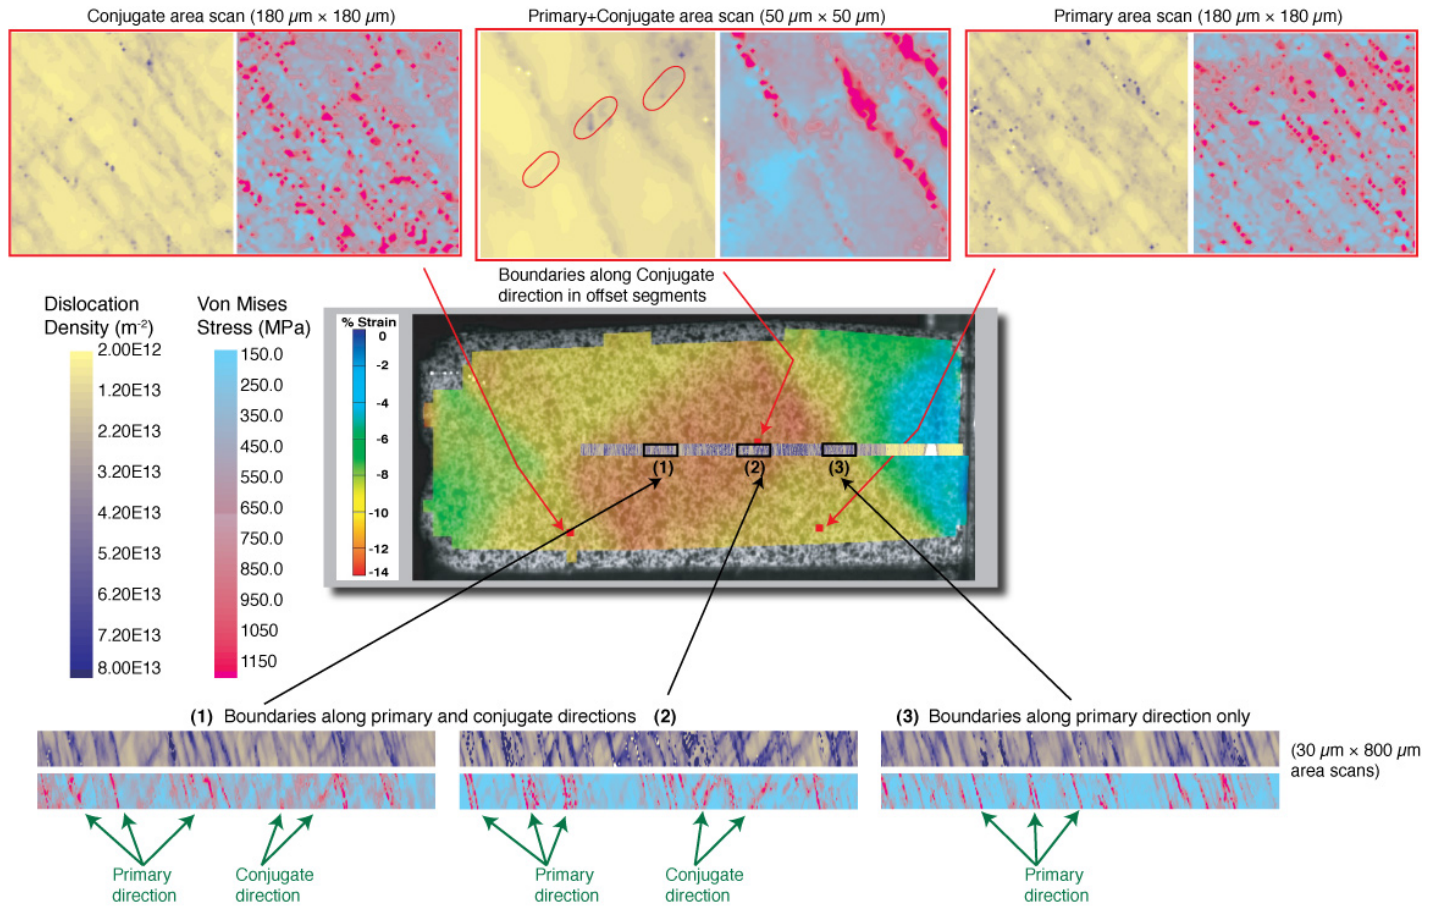 Conjugate area scan (180 µm × 180 µm)
Primary+Conjugate area scan (50 µm × 50 µm)
Primary area scan (180 µm × 180 µm)
Boundaries along Conjugate
direction in offset segments
Dislocation
Density (m-2)
2.00E12
1.20E13
2.20E13
3.20E13
4.20E13
5.20E13
6.20E13
7.20E13
8.00E13
Von Mises
Stress (MPa)
150.0
250.0
350.0
450.0
550.0
650.0
750.0
850.0
950.0
1050
1150
% Strain
0
-2
-4
-6
-8
-10
-12
-14
(1)
(2)
(3)
(1) Boundaries along primary and conjugate directions (2)
(3) Boundaries along primary direction only
(30 µm × 800 µm
area scans)
Primary
direction
Conjugate
direction
Primary
direction
Conjugate
direction
Primary
direction